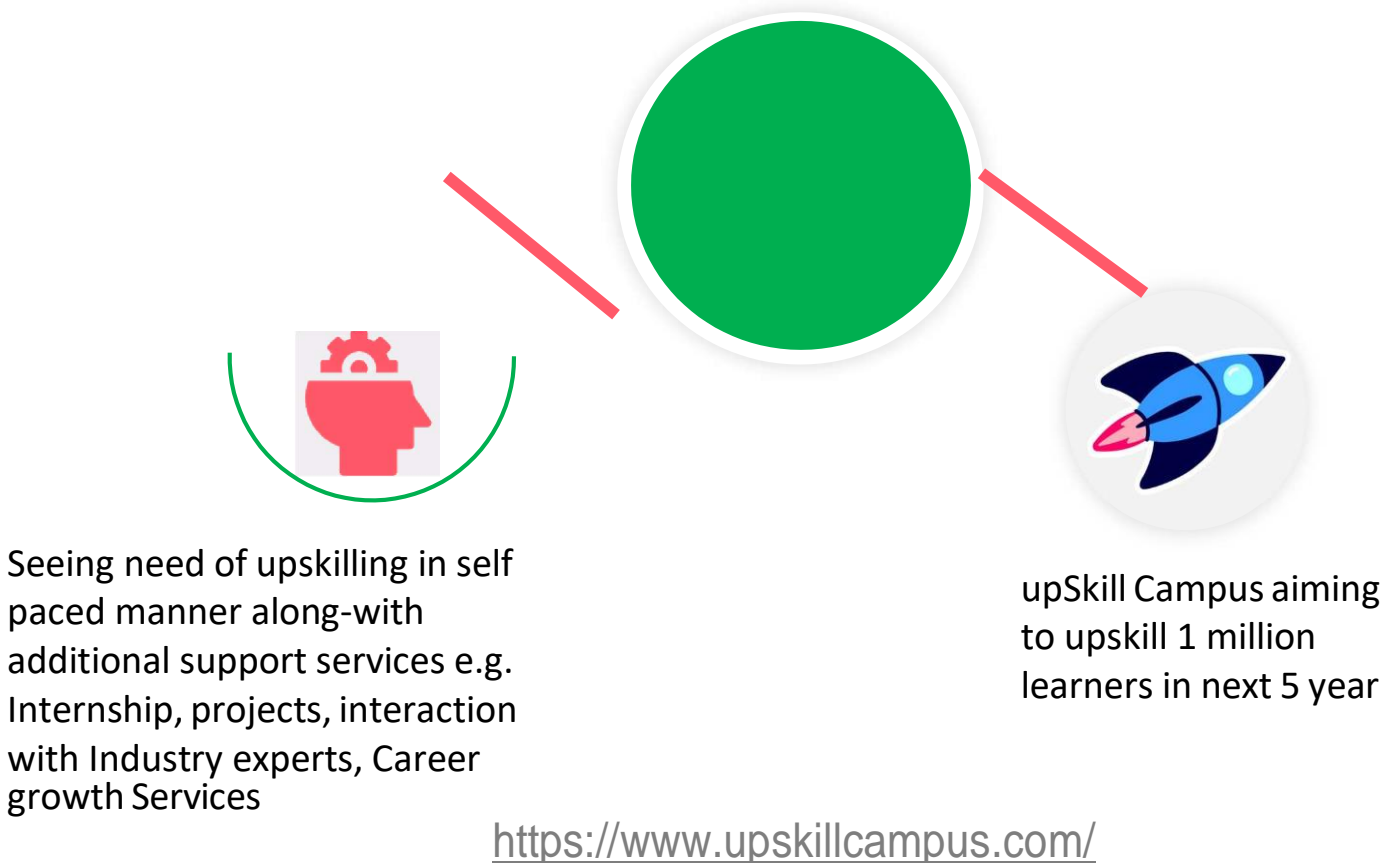 Seeing need of upskilling in self
paced manner along-with
additional support services e.g.
Internship, projects, interaction
with Industry experts, Career
growth Services
upSkill Campus aiming
to upskill 1 million
learners in next 5 year
https://www.upskillcampus.com/